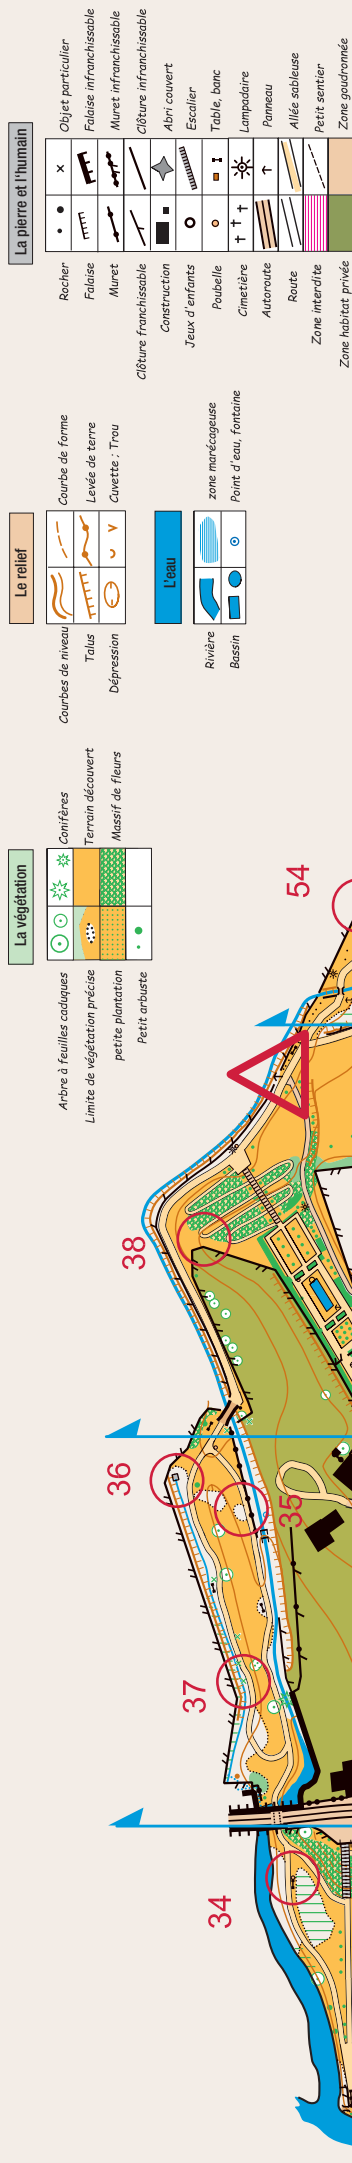 La végétation
Arbre à feuilles caduques
Conifères
Limite de végétation précise
Terrain découvert
petite plantation
Massif de fleurs
Petit arbuste
Le relief
Courbes de niveau
Courbe de forme
Talus
Levée de terre
Dépression
Cuvette ; Trou
L'eau
Rivière
zone marécageuse
Bassin
Point d'eau, fontaine
La pierre et l'humain
Rocher
Objet particulier
Falaise
Falaise infranchissable
Muret
Muret infranchissable
Clôture franchissable
Clôture infranchissable
Construction
Abri couvert
Jeux d'enfants
Escalier
Poubelle
Table, banc
Cimetière
Lampadaire
Autoroute
Panneau
Route
Allée sableuse
Zone interdite
Petit sentier
Zone habitat privée
Zone goudronnée
34
37
36
35
38
54